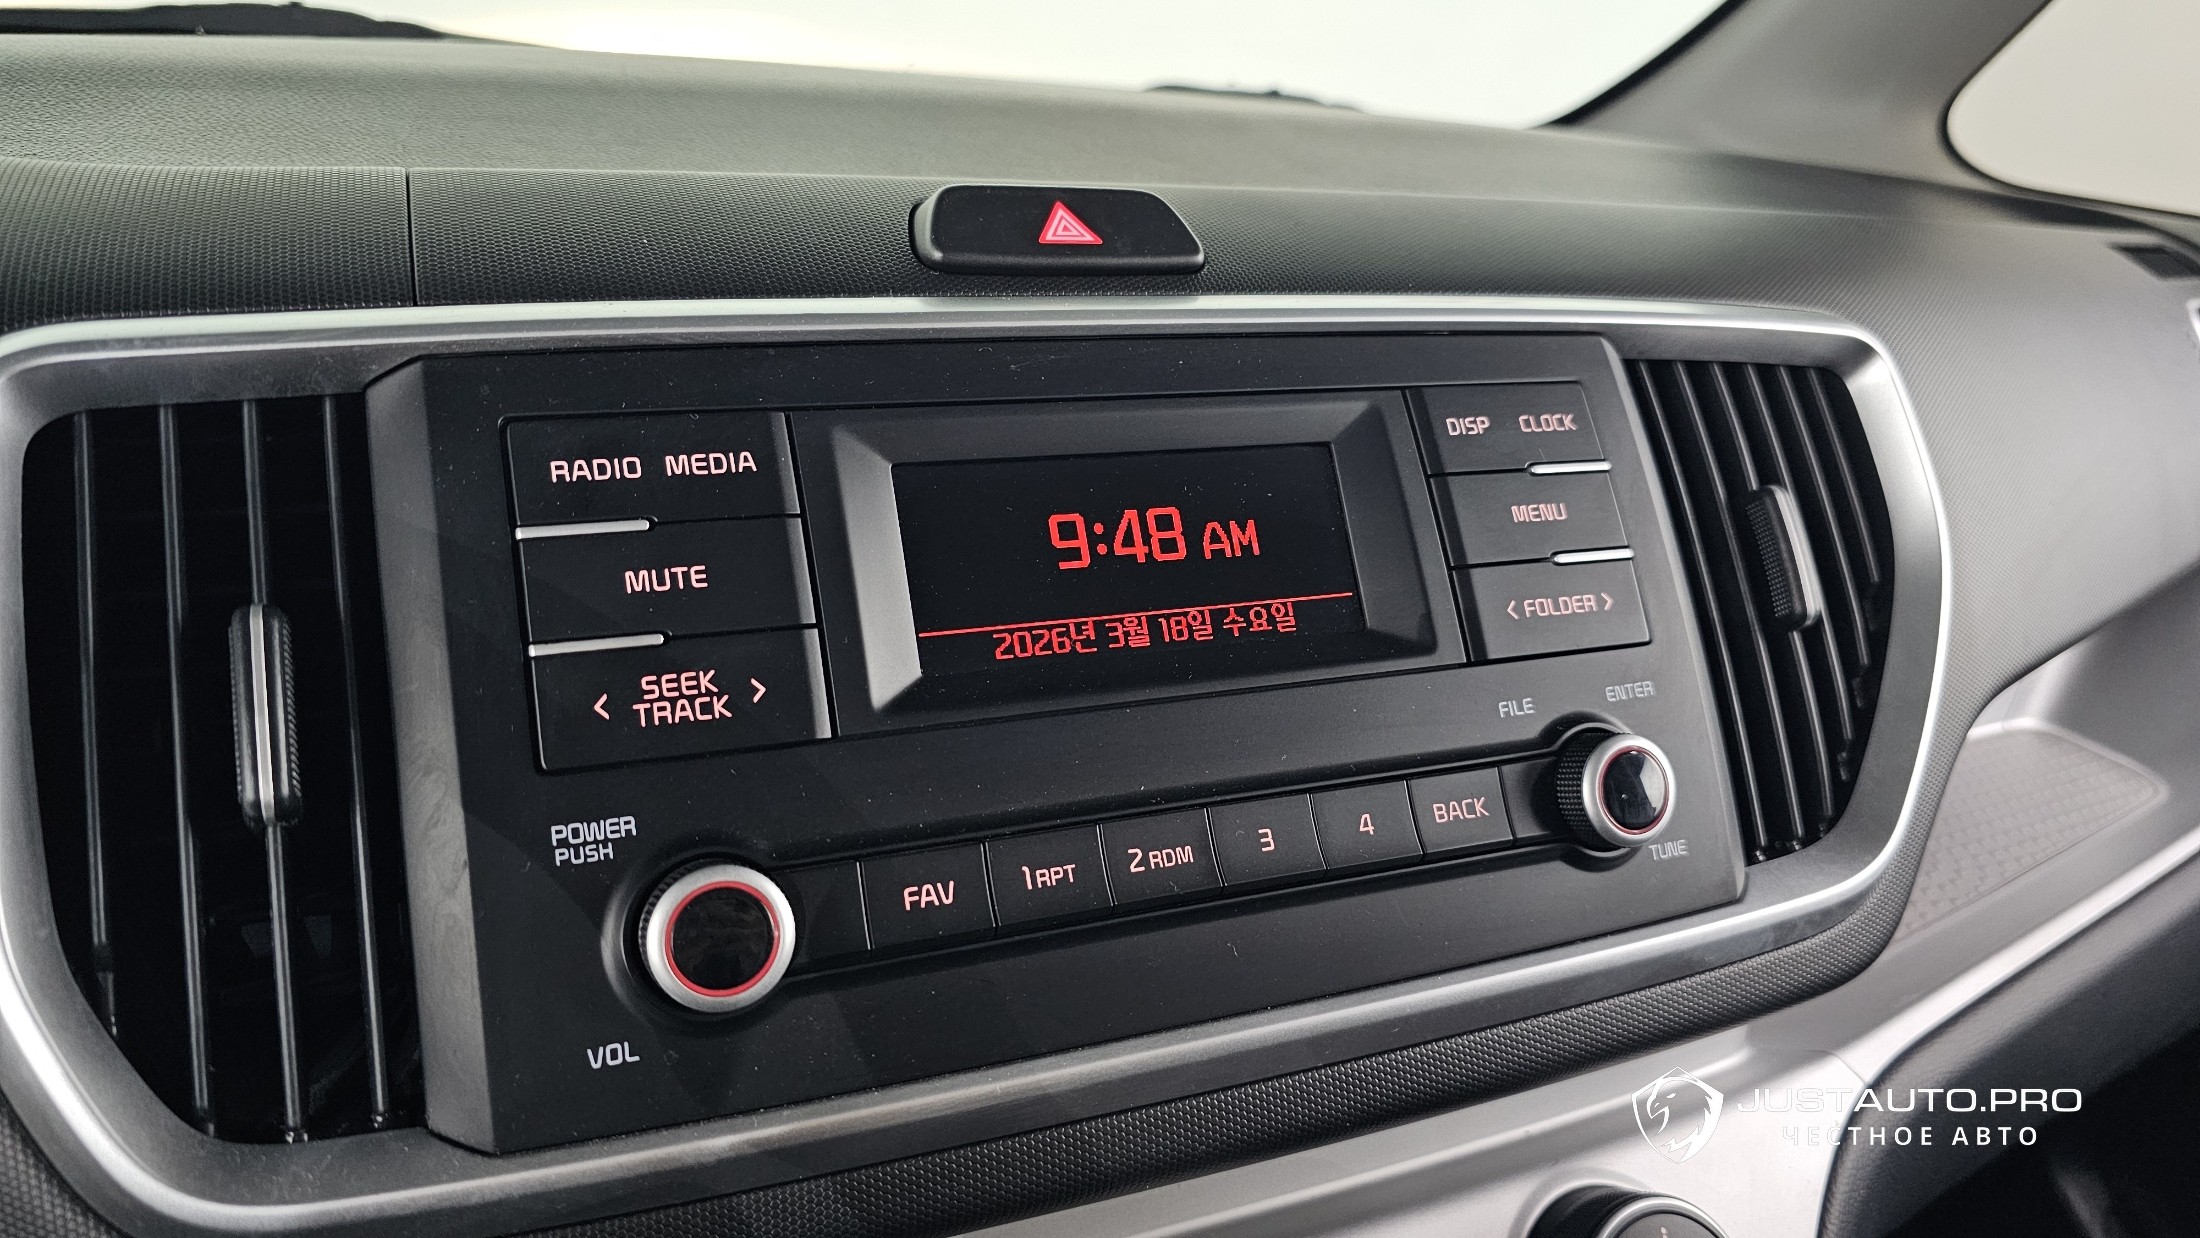 RADIO MEDIA
MUTE
< SEEK TRACK >
9:48 AM
2026년 3월 18일 수요일
DISP CLOCK
MENU
< FOLDER >
FILE
ENTER
TUNE
POWER
PUSH
VOL
FAV
1 RPT
2 RDM
3
4
BACK
JUSTAUTO.PRO
ЧЕСТНОЕ АВТО